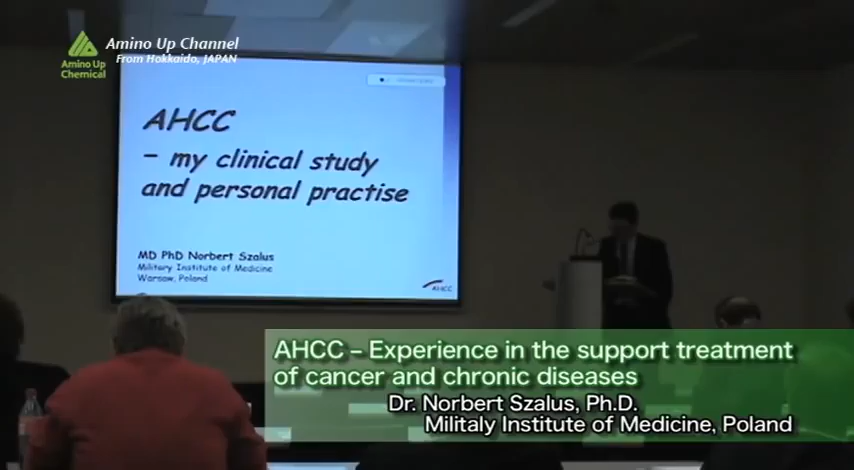 Amino Up Channel
From Hokkaido, JAPAN
Amino Up
Chemical
AHCC
– my clinical study
and personal practise
MD PhD Norbert Szalus
Military Institute of Medicine
Warsaw, Poland
AHCC
AHCC – Experience in the support treatment
of cancer and chronic diseases
Dr. Norbert Szalus, Ph.D.
Militaly Institute of Medicine, Poland